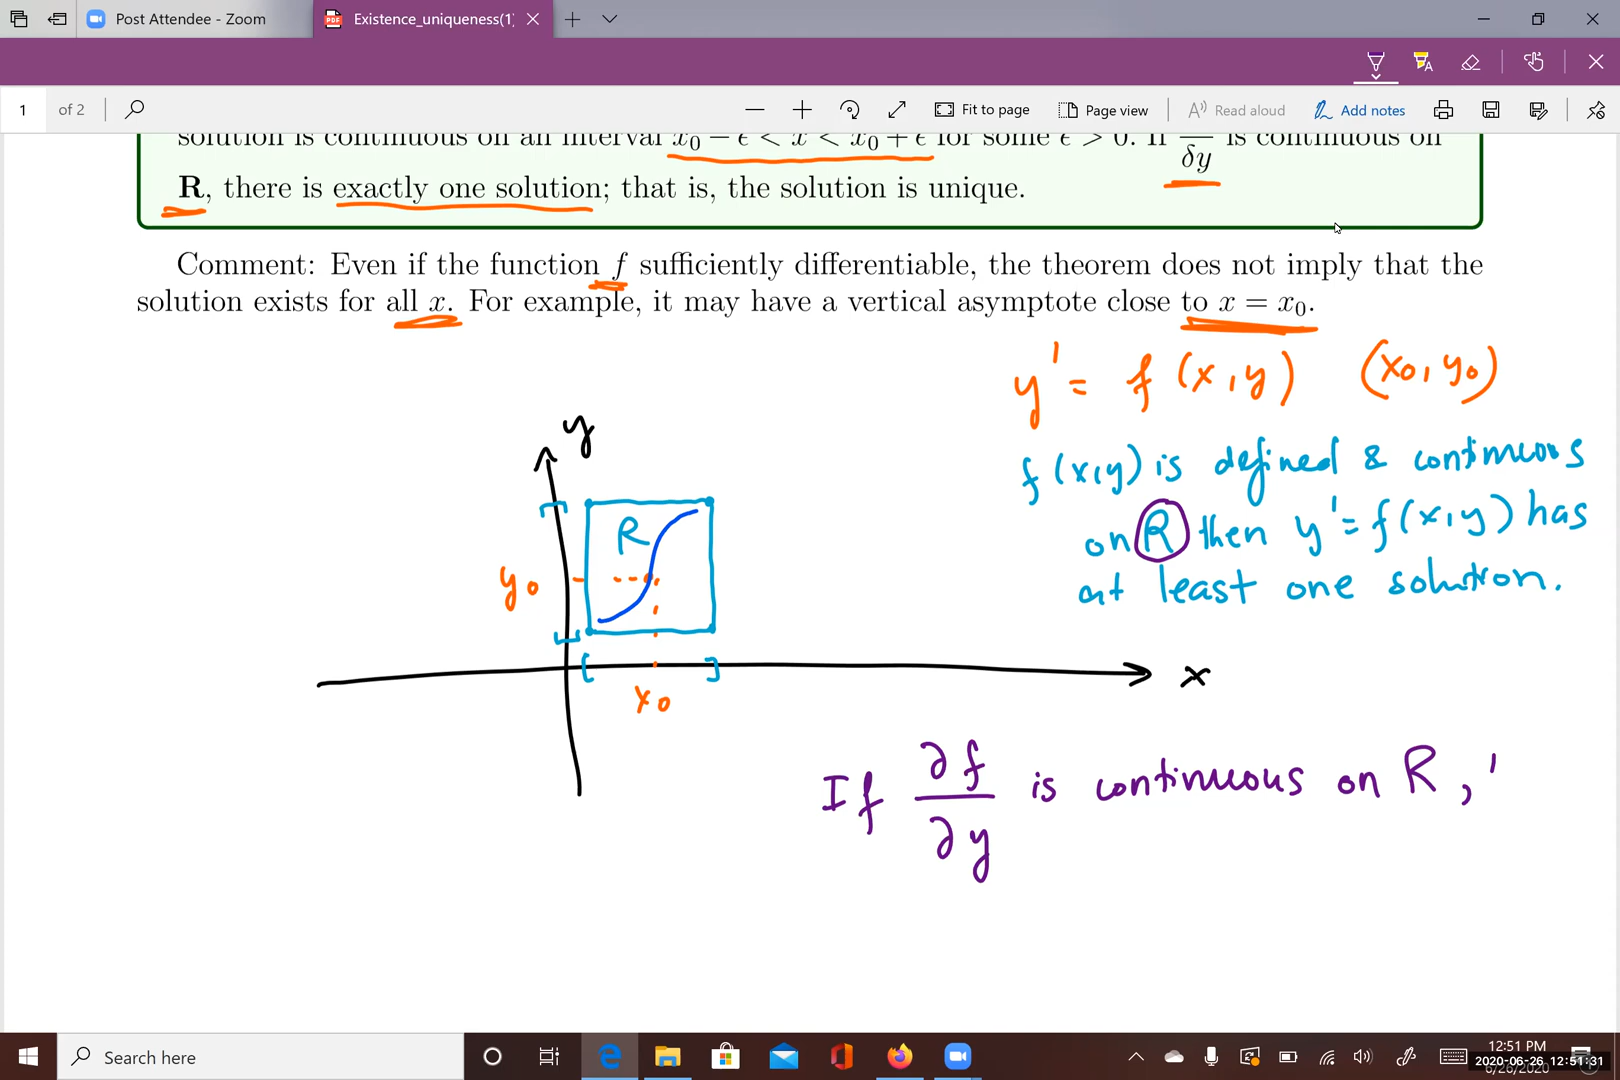 Post Attendee - Zoom
Existence_uniqueness(1)
1 of 2
Fit to page
Page view
Read aloud
Add notes
solution is continuous on an interval x₀ − ϵ < x < x₀ + ϵ for some ϵ > 0. If — is continuous on
δy
R, there is exactly one solution; that is, the solution is unique.
Comment: Even if the function f sufficiently differentiable, the theorem does not imply that the
solution exists for all x. For example, it may have a vertical asymptote close to x = x₀.
y' = f(x,y) (x₀,y₀)
f(x,y) is defined & continuous
on R then y' = f(x,y) has
at least one solution.
y
R
y₀
x₀
x
If ∂f/∂y is continuous on R, '
Search here
12:51 PM
2020-06-26 12:51:31
6/26/2020